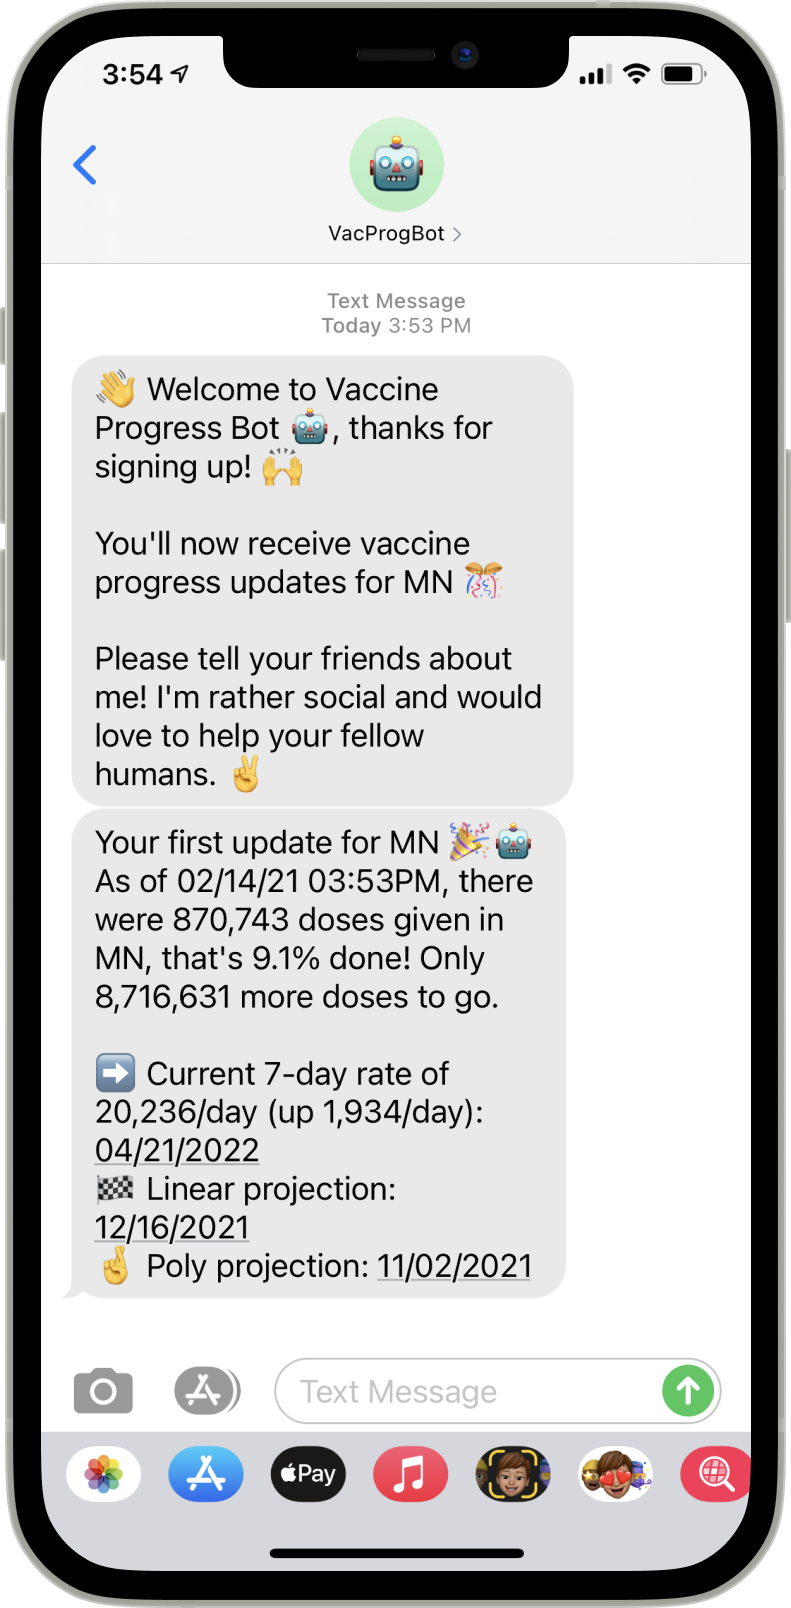 3:54
VacProgBot
Text Message
Today 3:53 PM
👋 Welcome to Vaccine
Progress Bot 🤖, thanks for
signing up! 🙌
You'll now receive vaccine
progress updates for MN 🎊
Please tell your friends about
me! I'm rather social and would
love to help your fellow
humans. ✌️
Your first update for MN 🎉🤖
As of 02/14/21 03:53PM, there
were 870,743 doses given in
MN, that's 9.1% done! Only
8,716,631 more doses to go.
➡️ Current 7-day rate of
20,236/day (up 1,934/day):
04/21/2022
🏁 Linear projection:
12/16/2021
🤞 Poly projection: 11/02/2021
Text Message
Pay